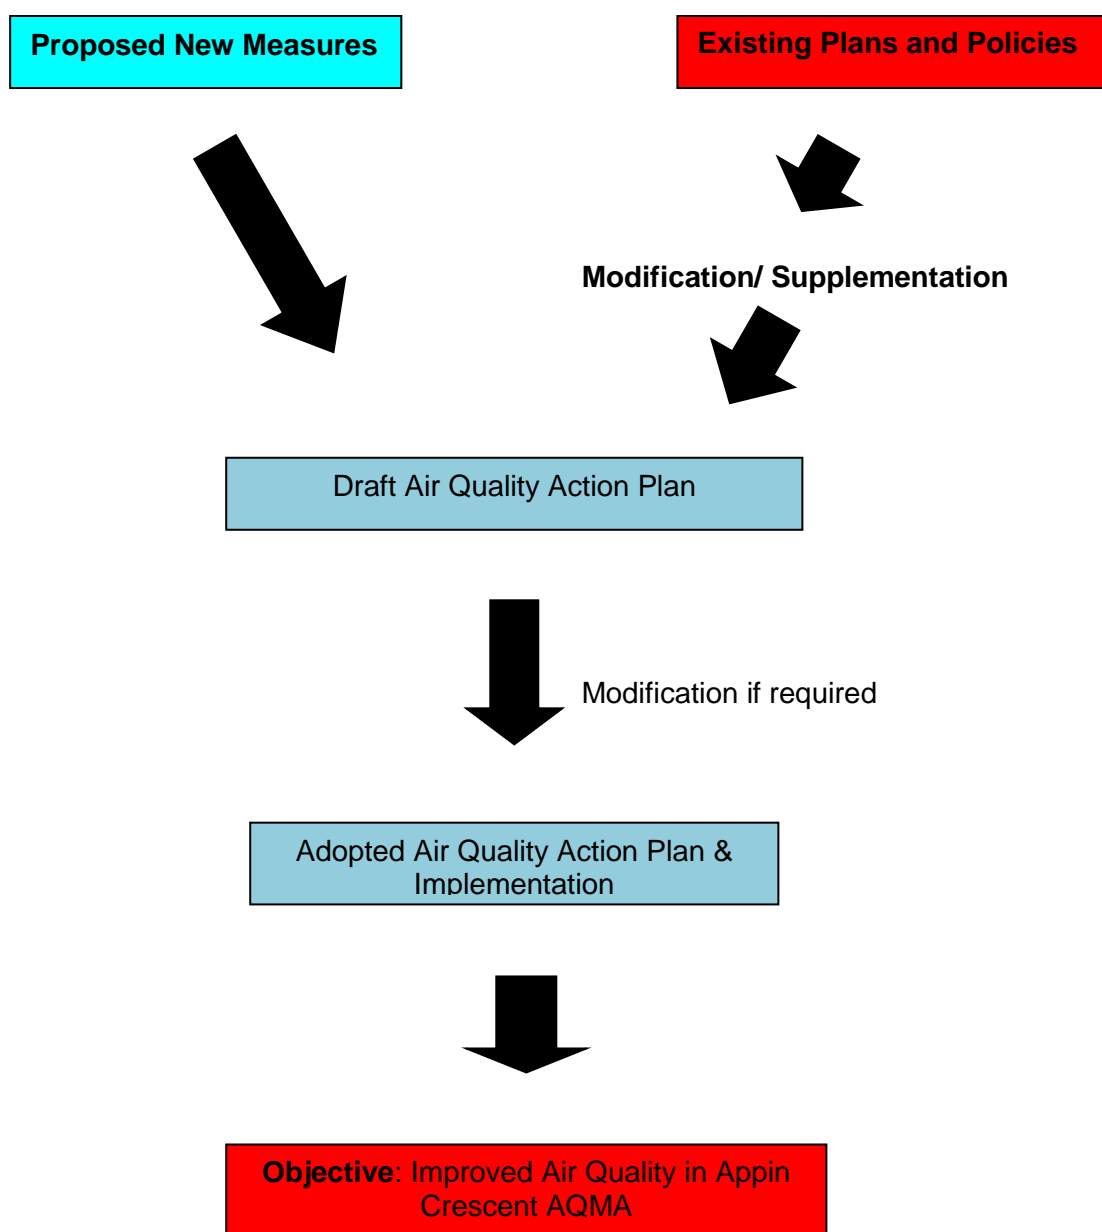 Proposed New Measures
Existing Plans and Policies
Modification/ Supplementation
Draft Air Quality Action Plan
Modification if required
Adopted Air Quality Action Plan &
Implementation
Objective: Improved Air Quality in Appin
Crescent AQMA